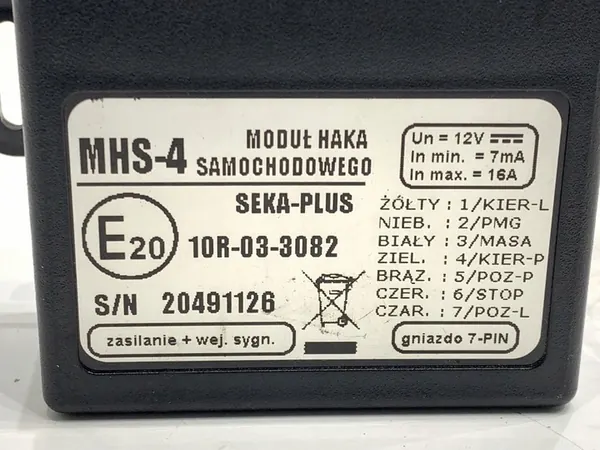 MHS-4
MODUŁ HAKA
SAMOCHODOWEGO
SEKA-PLUS
E20
10R-03-3082
S/N 20491126
zasilanie + wej. sygn.
Un = 12V
In min. = 7mA
In max. = 16A
ŻÓŁTY : 1/KIER-L
NIEB. : 2/PMG
BIAŁY : 3/MASA
ZIEL. : 4/KIER-P
BRĄZ. : 5/POZ-P
CZER. : 6/STOP
CZAR. : 7/POZ-L
gniazdo 7-PIN